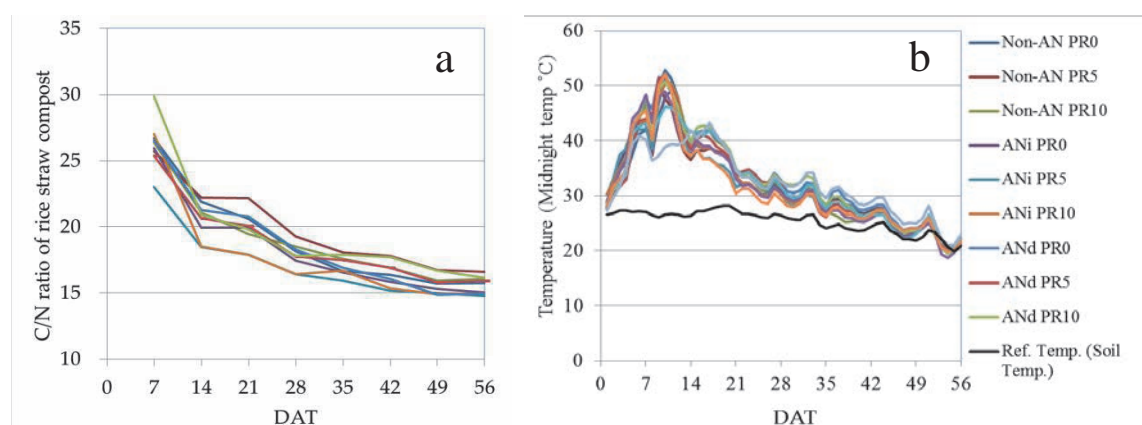 a
C/N ratio of rice straw compost
35
30
25
20
15
10
0 7 14 21 28 35 42 49 56
DAT
b
Temperature (Midnight temp °C)
60
50
40
30
20
10
0
0 7 14 21 28 35 42 49 56
DAT
Non-AN PR0
Non-AN PR5
Non-AN PR10
ANi PR0
ANi PR5
ANi PR10
ANd PR0
ANd PR5
ANd PR10
Ref. Temp. (Soil
Temp.)